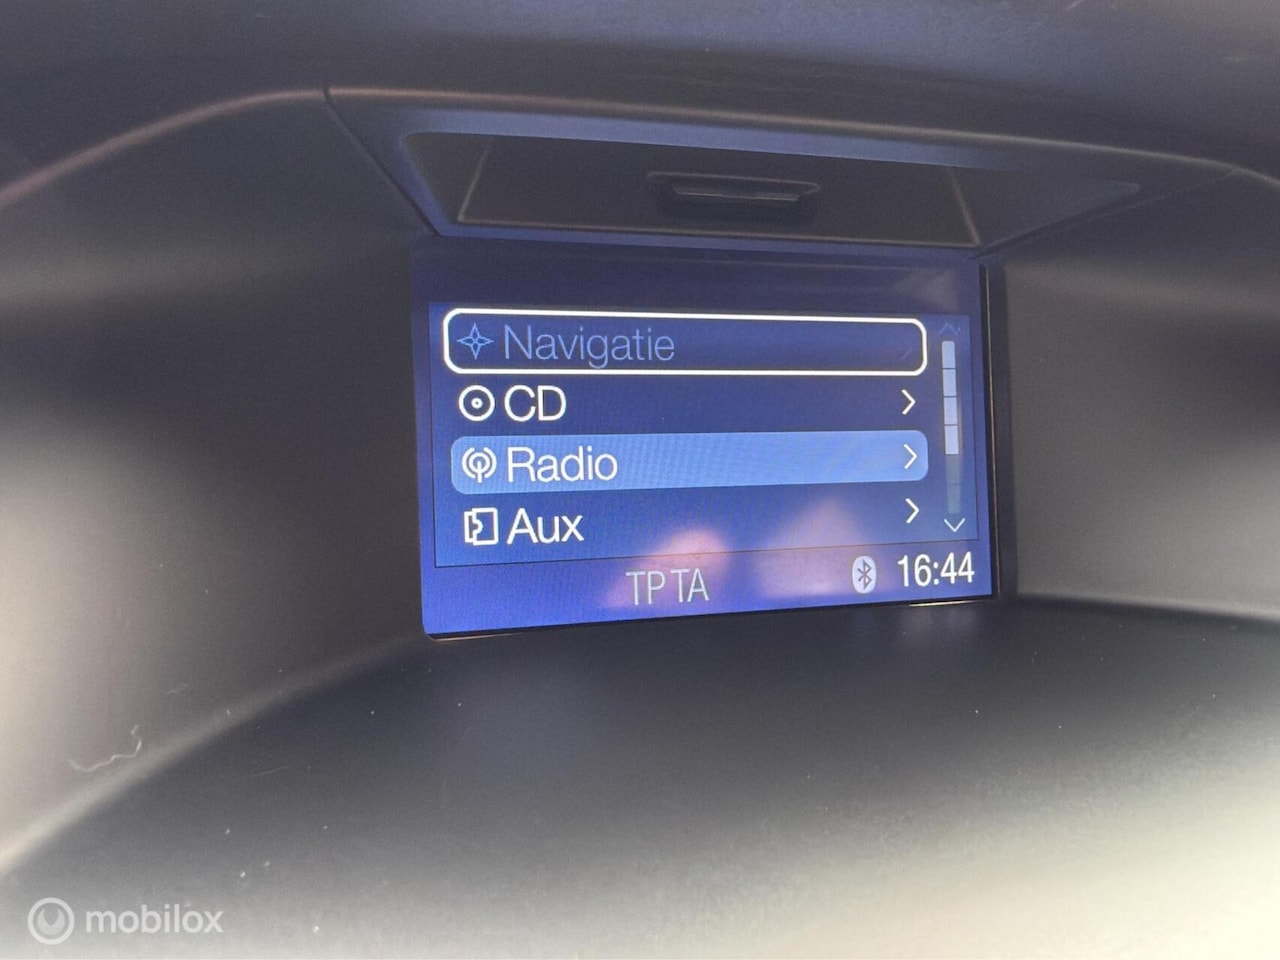 Navigatie
CD
Radio
Aux
TP TA 16:44
mobilox